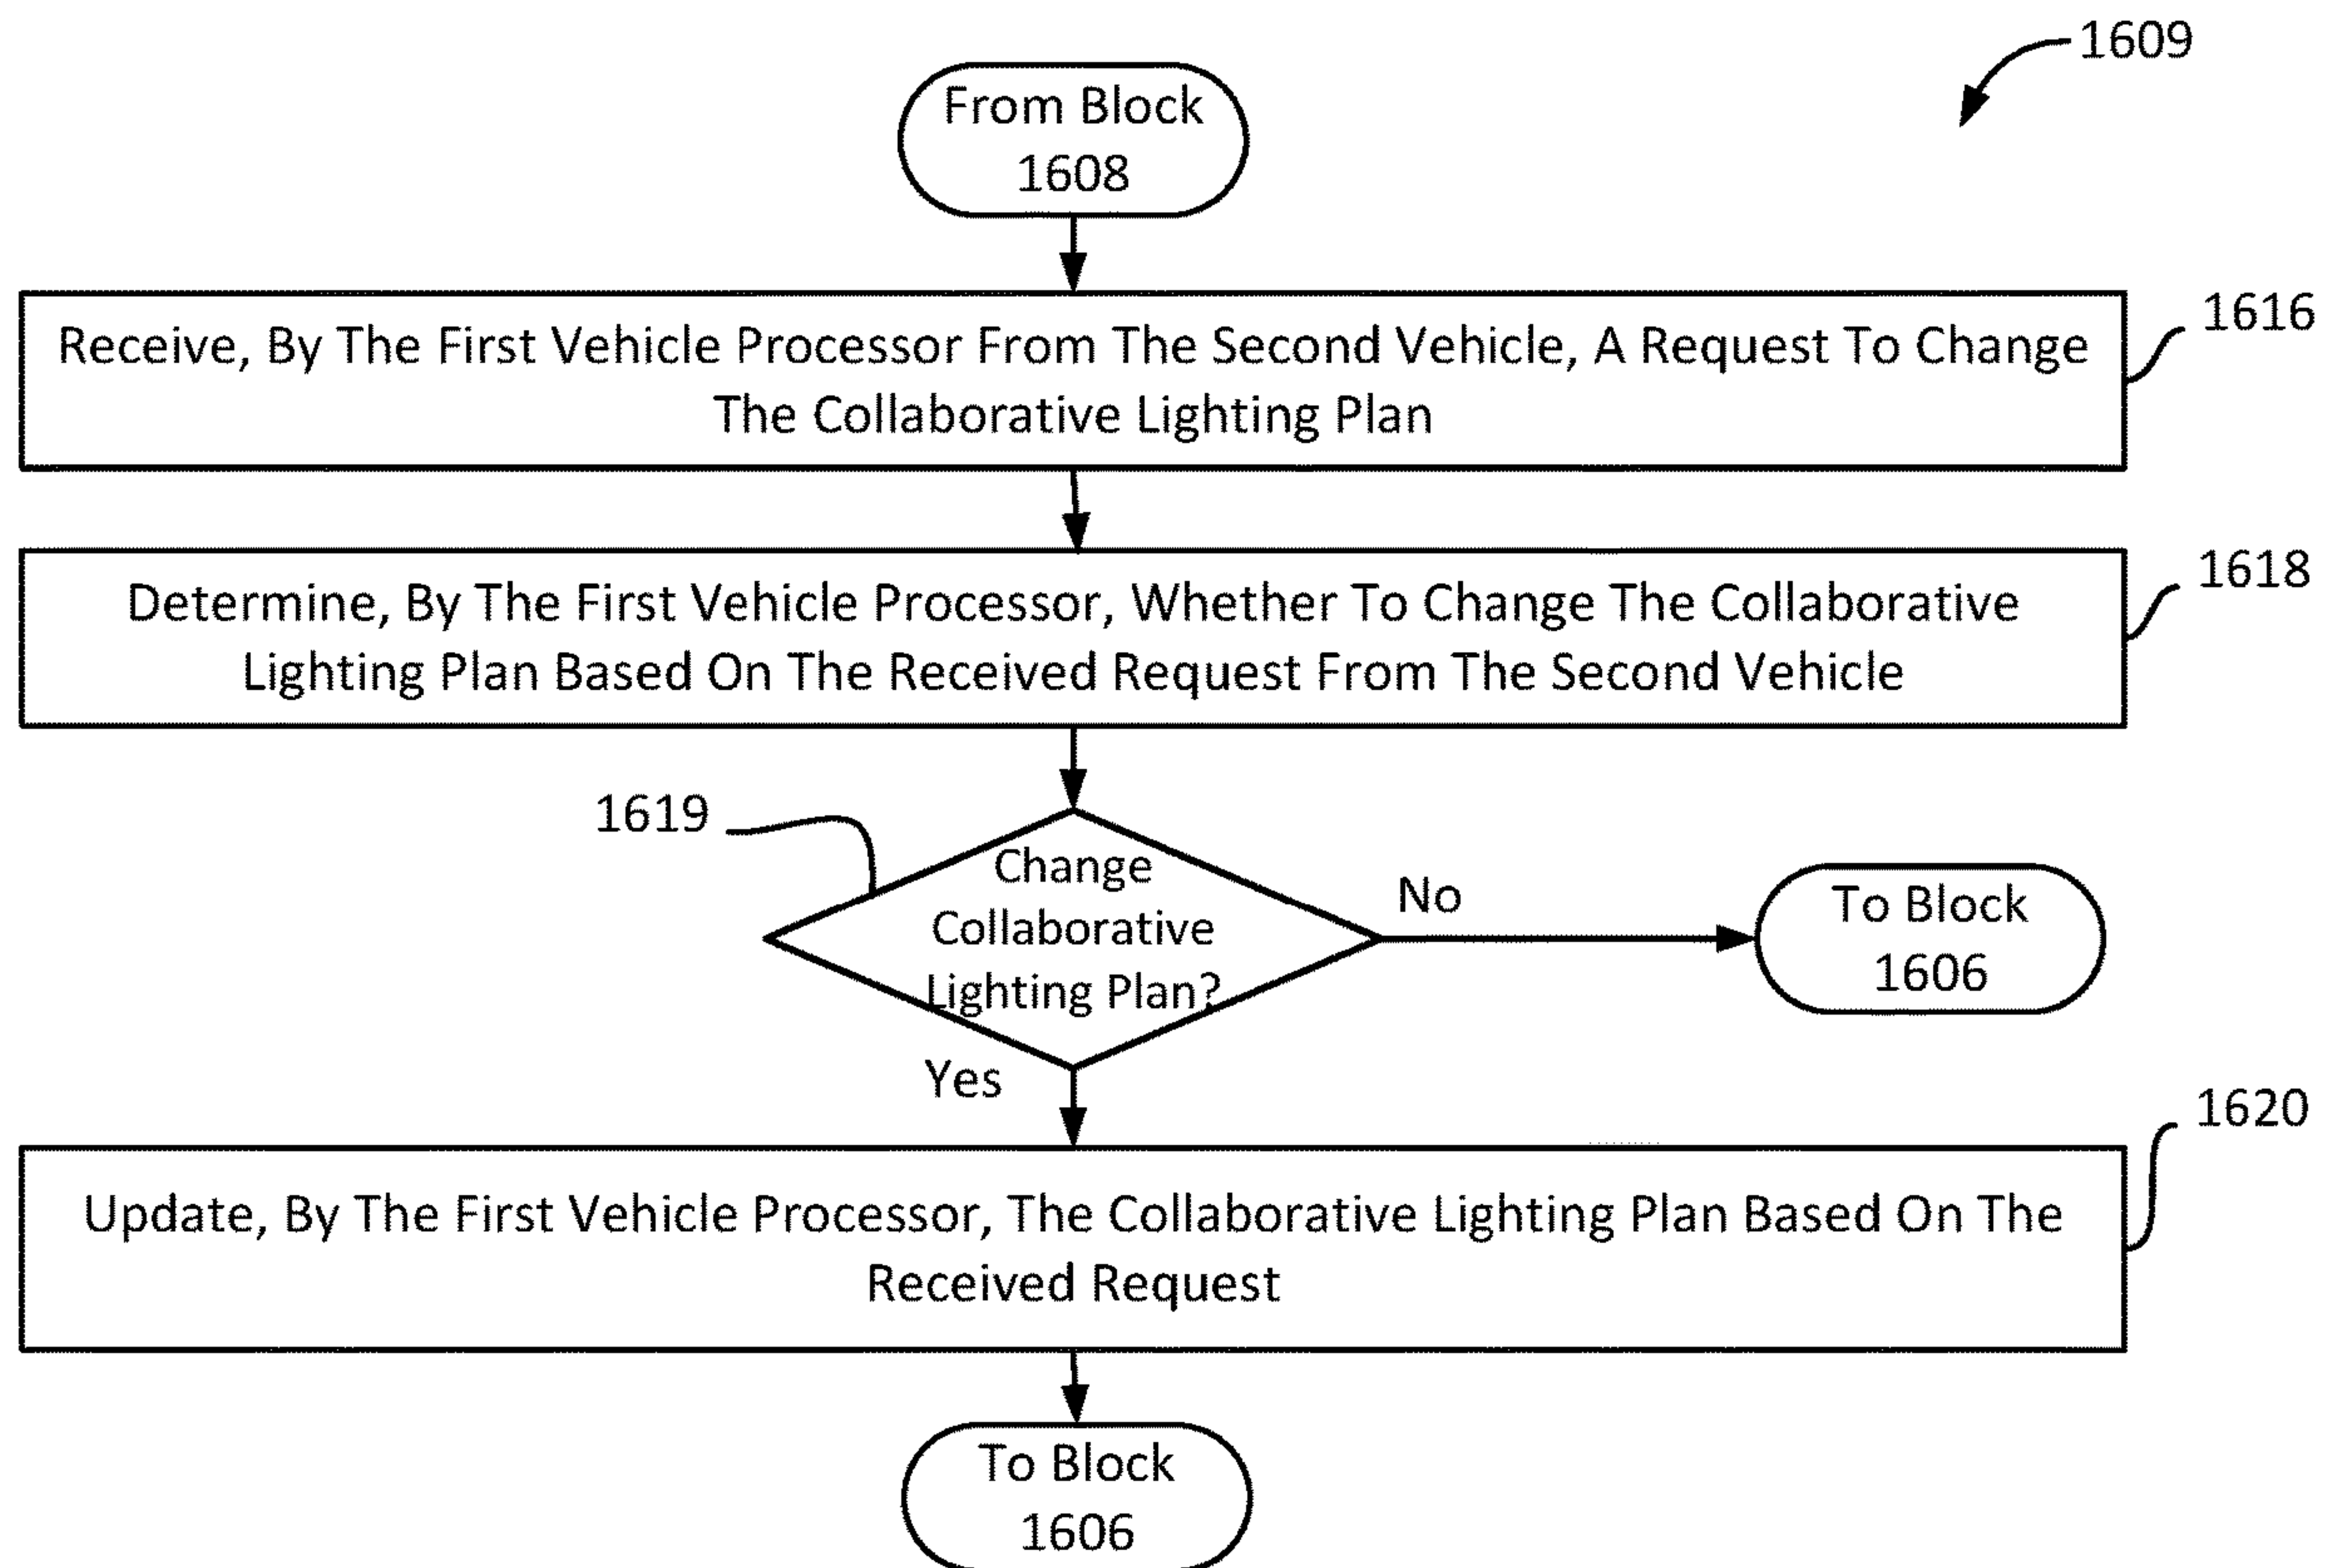 1609
From Block
1608
Receive, By The First Vehicle Processor From The Second Vehicle, A Request To Change
The Collaborative Lighting Plan
1616
Determine, By The First Vehicle Processor, Whether To Change The Collaborative
Lighting Plan Based On The Received Request From The Second Vehicle
1618
1619
Change
Collaborative
Lighting Plan?
No
To Block
1606
Yes
Update, By The First Vehicle Processor, The Collaborative Lighting Plan Based On The
Received Request
1620
To Block
1606